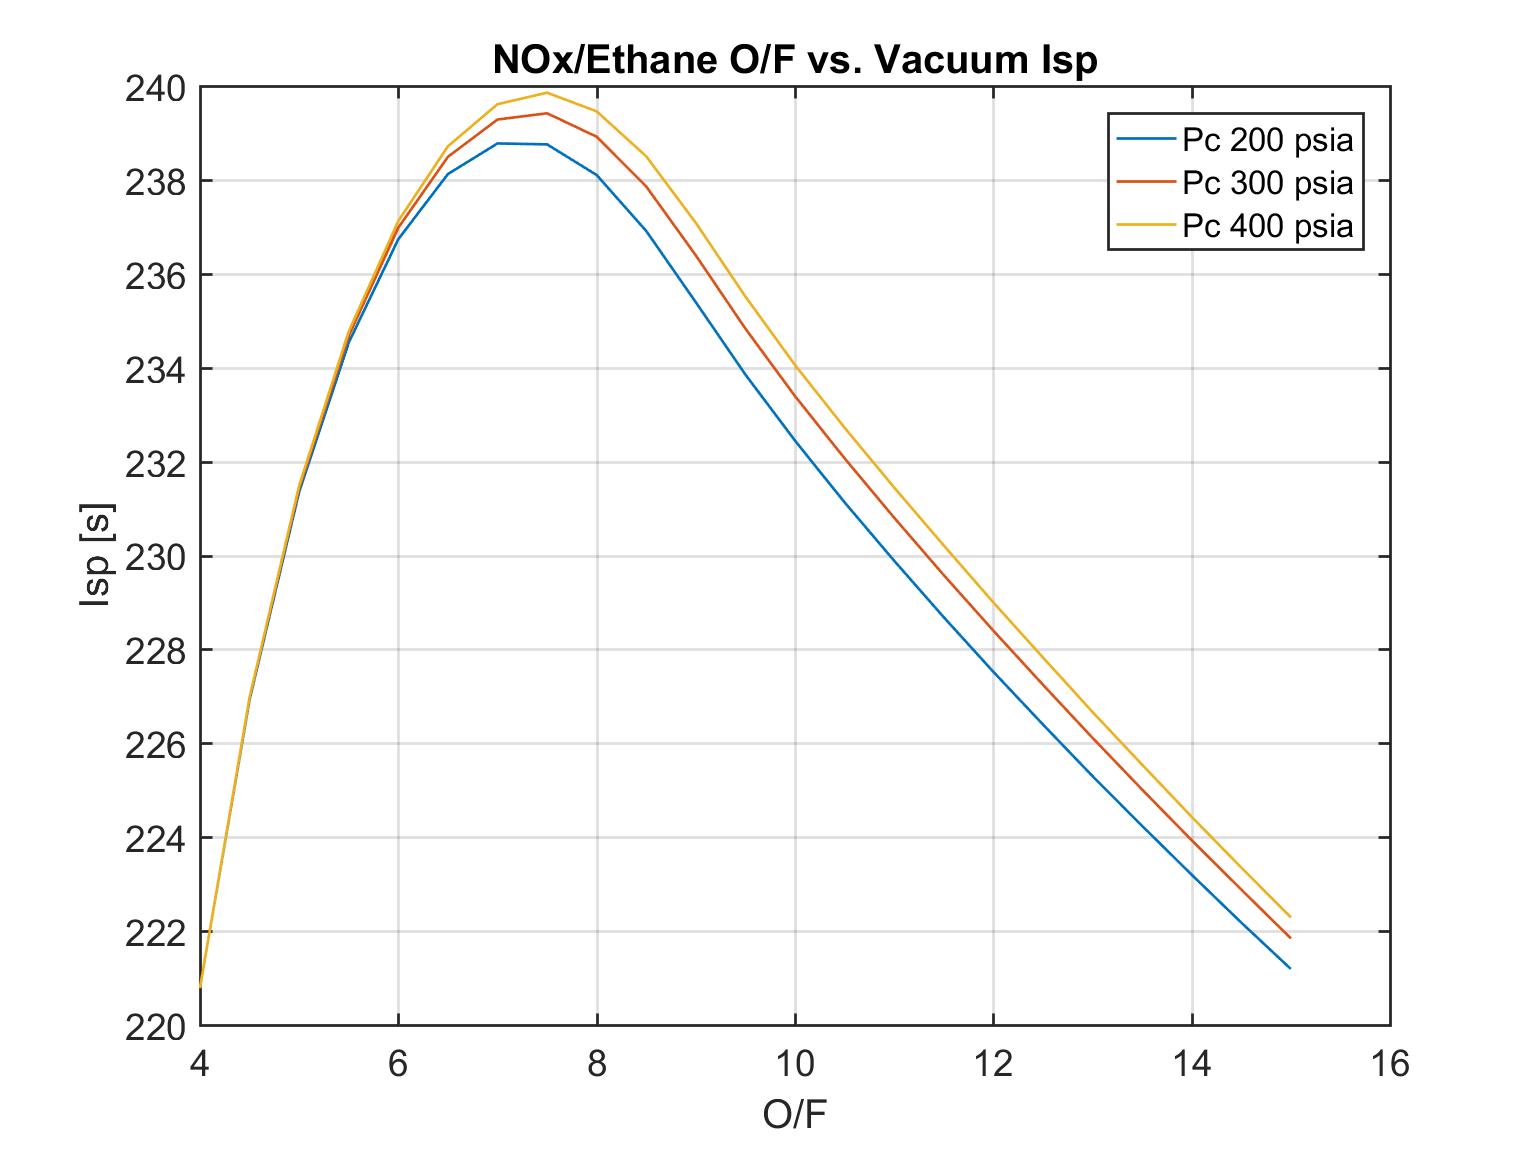 NOx/Ethane O/F vs. Vacuum Isp
240
238
236
234
232
230
228
226
224
222
220
Isp [s]
Pc 200 psia
Pc 300 psia
Pc 400 psia
4 6 8 10 12 14 16
O/F